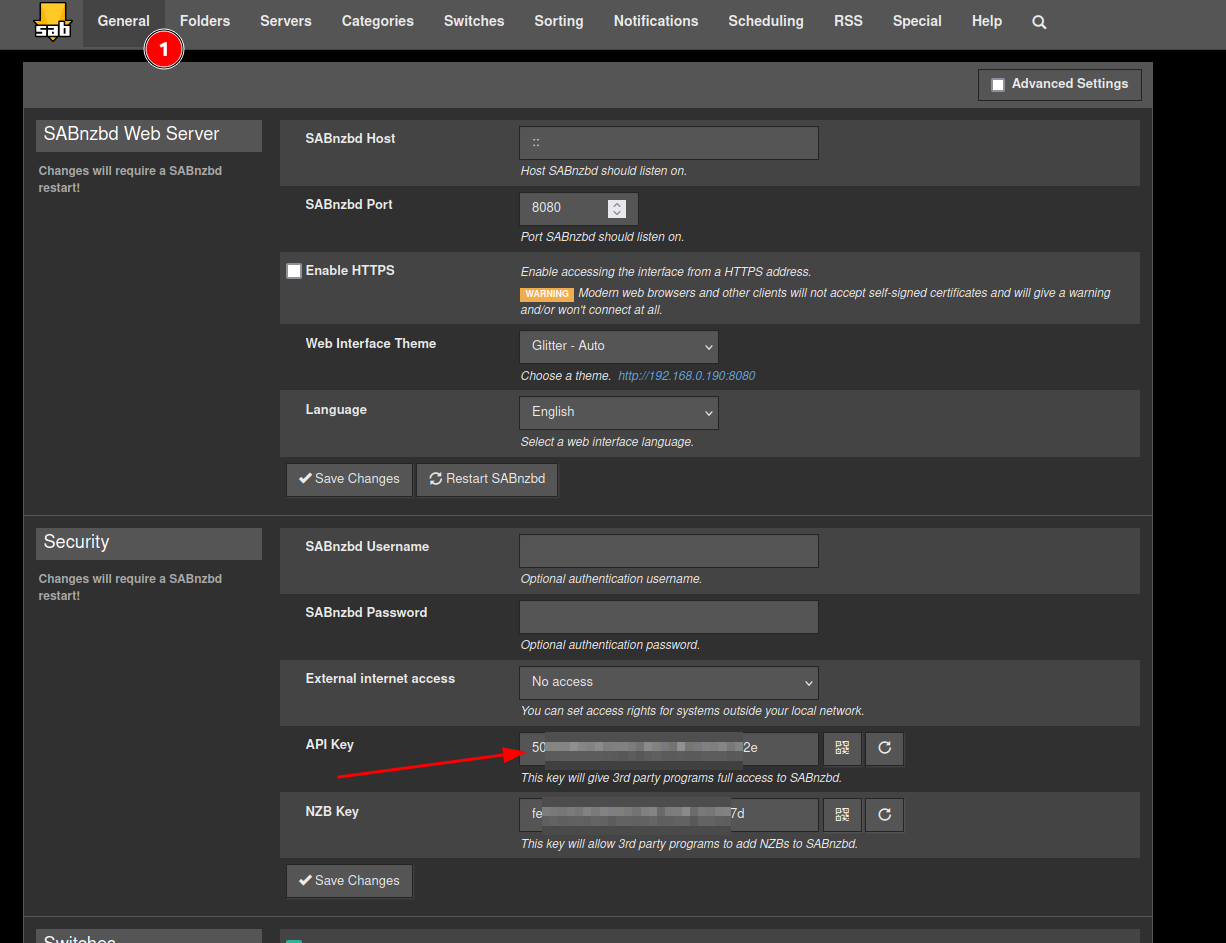 sab
General Folders Servers Categories Switches Sorting Notifications Scheduling RSS Special Help
1
Advanced Settings
SABnzbd Web Server
Changes will require a SABnzbd
restart!
SABnzbd Host
::
Host SABnzbd should listen on.
SABnzbd Port
8080
Port SABnzbd should listen on.
Enable HTTPS
Enable accessing the interface from a HTTPS address.
WARNING Modern web browsers and other clients will not accept self-signed certificates and will give a warning
and/or won't connect at all.
Web Interface Theme
Glitter - Auto
Choose a theme. http://192.168.0.190:8080
Language
English
Select a web interface language.
Save Changes
Restart SABnzbd
Security
Changes will require a SABnzbd
restart!
SABnzbd Username
Optional authentication username.
SABnzbd Password
Optional authentication password.
External internet access
No access
You can set access rights for systems outside your local network.
API Key
50 2e
This key will give 3rd party programs full access to SABnzbd.
NZB Key
fe 7d
This key will allow 3rd party programs to add NZBs to SABnzbd.
Save Changes
Switches